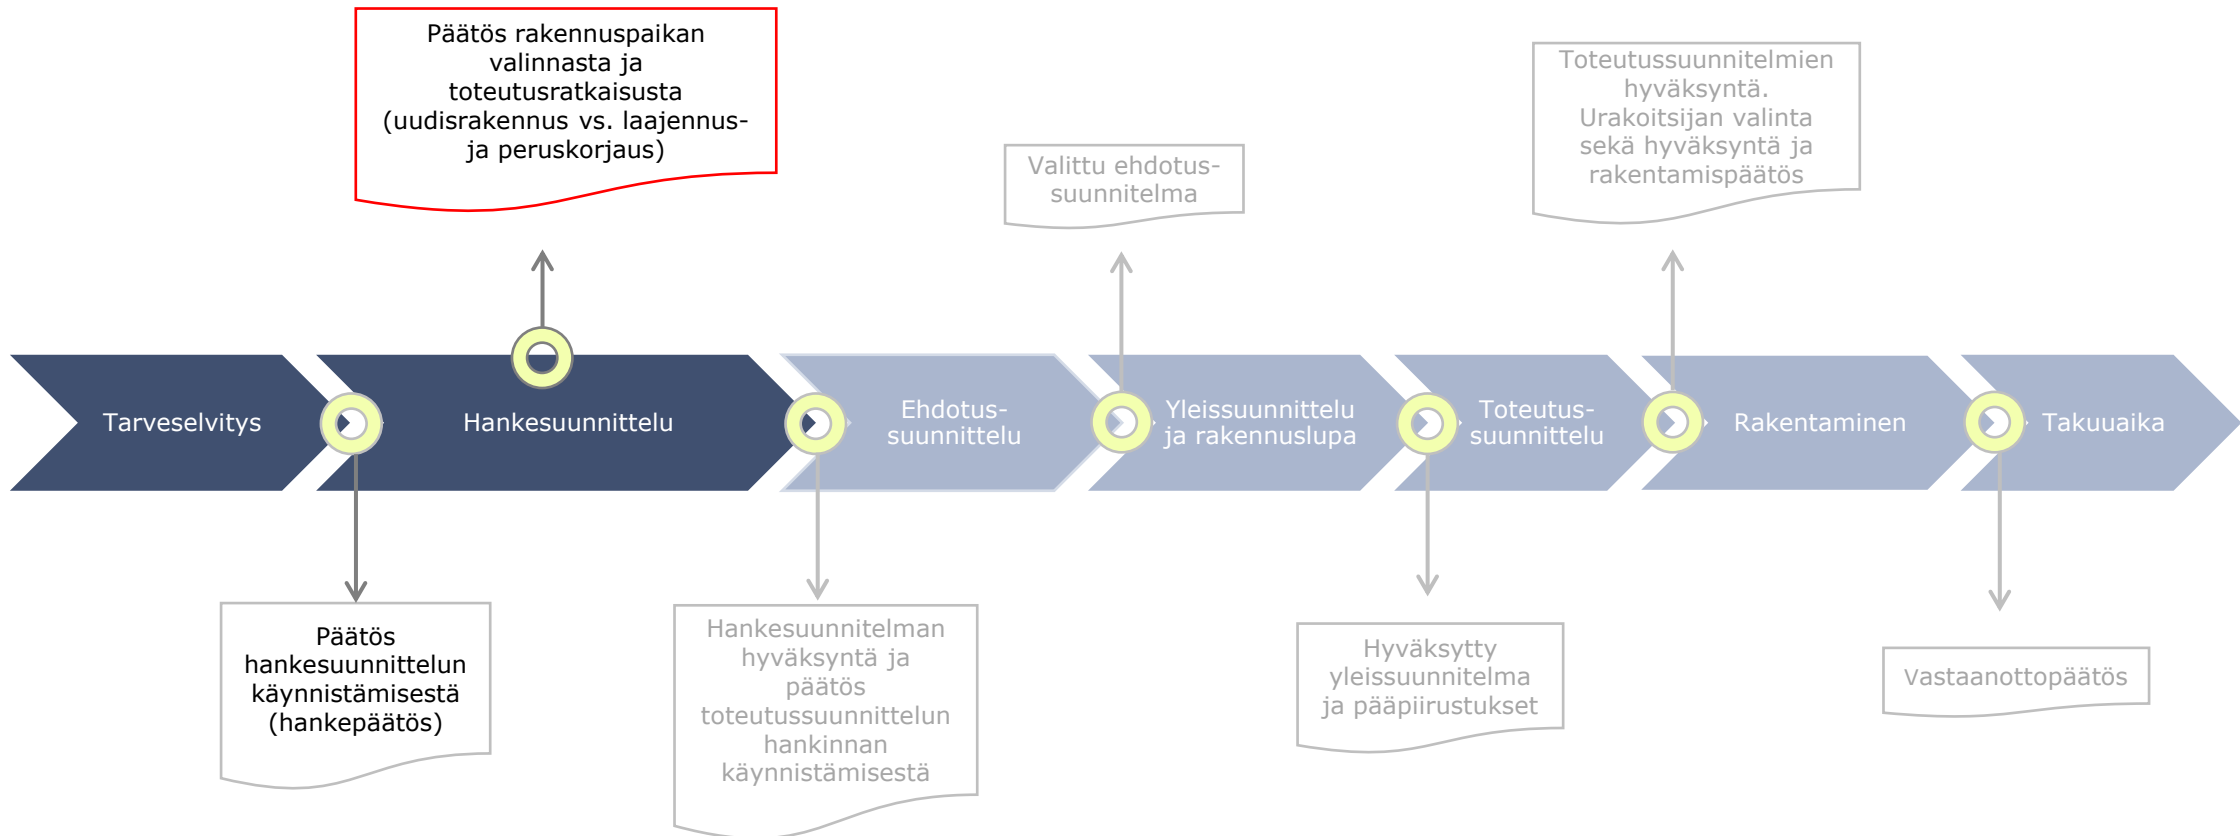 Päätös rakennuspaikan
valinnasta ja
toteutusratkaisusta
(uudisrakennus vs. laajennus-
ja peruskorjaus)
Valittu ehdotus-
suunnitelma
Toteutussuunnitelmien
hyväksyntä.
Urakoitsijan valinta
sekä hyväksyntä ja
rakentamispäätös
Tarveselvitys
Hankesuunnittelu
Ehdotus-
suunnittelu
Yleissuunnittelu
ja rakennuslupa
Toteutus-
suunnittelu
Rakentaminen
Takuuaika
Päätös
hankesuunnittelun
käynnistämisestä
(hankepäätös)
Hankesuunnitelman
hyväksyntä ja
päätös
toteutussuunnittelun
hankinnan
käynnistämisestä
Hyväksytty
yleissuunnitelma
ja pääpiirustukset
Vastaanottopäätös